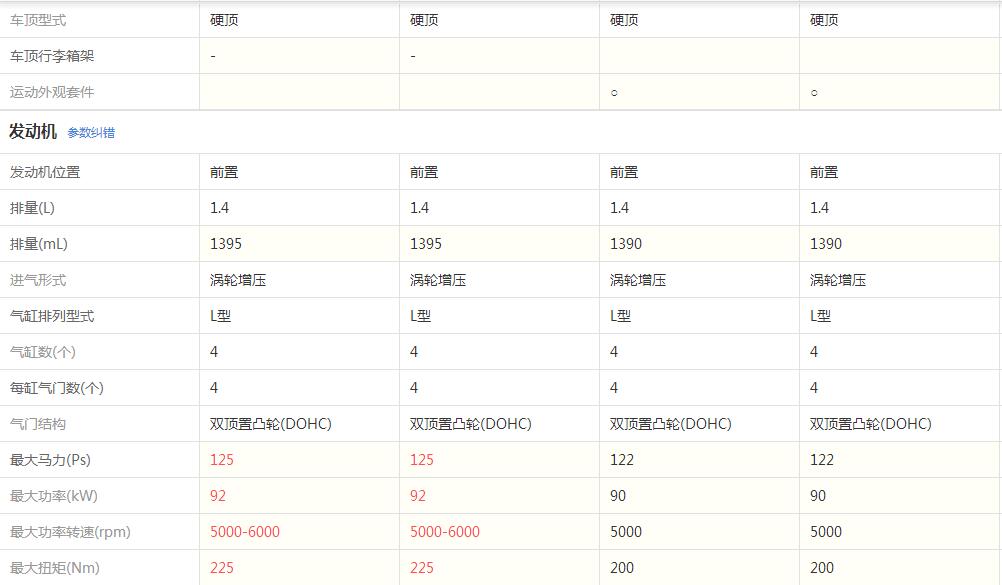 车顶型式 硬顶 硬顶 硬顶 硬顶
车顶行李箱架 - -
运动外观套件 ○ ○
发动机 参数纠错
发动机位置 前置 前置 前置 前置
排量(L) 1.4 1.4 1.4 1.4
排量(mL) 1395 1395 1390 1390
进气形式 涡轮增压 涡轮增压 涡轮增压 涡轮增压
气缸排列型式 L型 L型 L型 L型
气缸数(个) 4 4 4 4
每缸气门数(个) 4 4 4 4
气门结构 双顶置凸轮(DOHC) 双顶置凸轮(DOHC) 双顶置凸轮(DOHC) 双顶置凸轮(DOHC)
最大马力(Ps) 125 125 122 122
最大功率(kW) 92 92 90 90
最大功率转速(rpm) 5000-6000 5000-6000 5000 5000
最大扭矩(Nm) 225 225 200 200